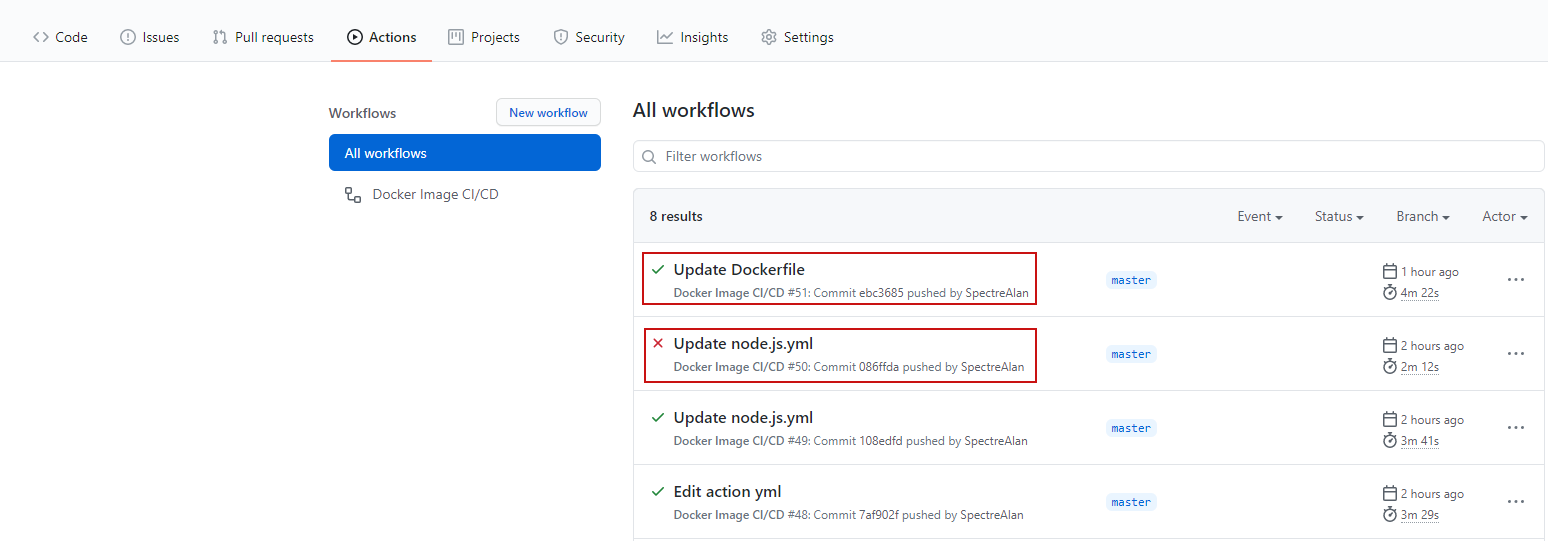 Code Issues Pull requests Actions Projects Security Insights Settings
Workflows
New workflow
All workflows
Docker Image CI/CD
All workflows
Filter workflows
8 results Event Status Branch Actor
Update Dockerfile
Docker Image CI/CD #51: Commit ebc3685 pushed by SpectreAlan
master
1 hour ago
4m 22s
Update node.js.yml
Docker Image CI/CD #50: Commit 086ffda pushed by SpectreAlan
master
2 hours ago
2m 12s
Update node.js.yml
Docker Image CI/CD #49: Commit 108edfd pushed by SpectreAlan
master
2 hours ago
3m 41s
Edit action yml
Docker Image CI/CD #48: Commit 7af902f pushed by SpectreAlan
master
2 hours ago
3m 29s